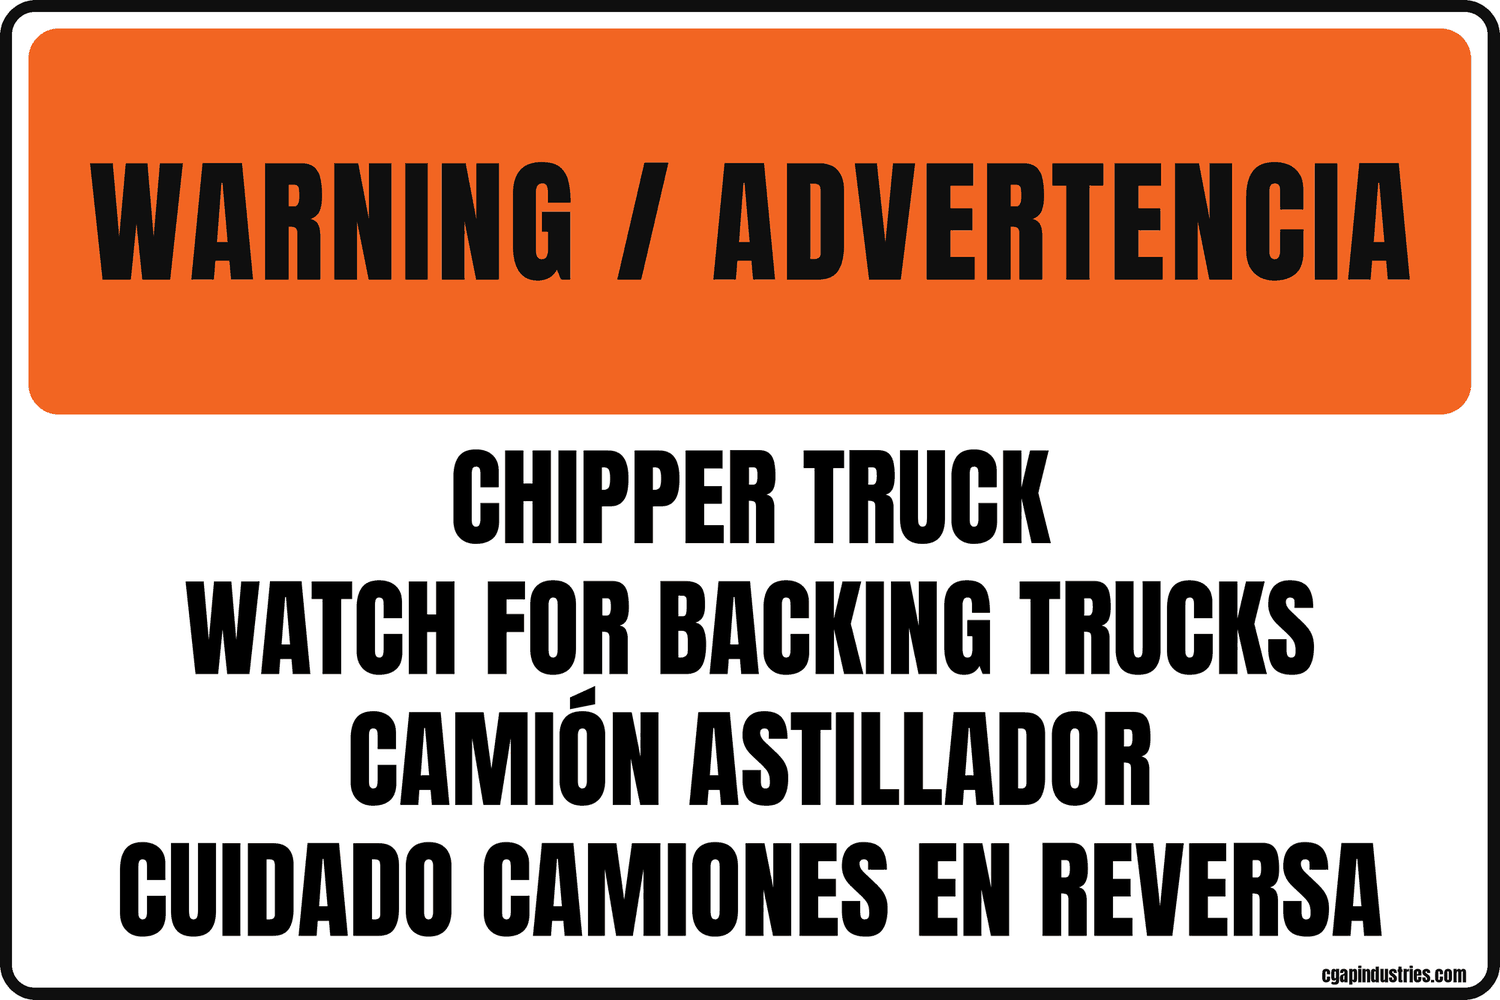 WARNING / ADVERTENCIA
CHIPPER TRUCK
WATCH FOR BACKING TRUCKS
CAMIÓN ASTILLADOR
CUIDADO CAMIONES EN REVERSA
cgapindustries.com